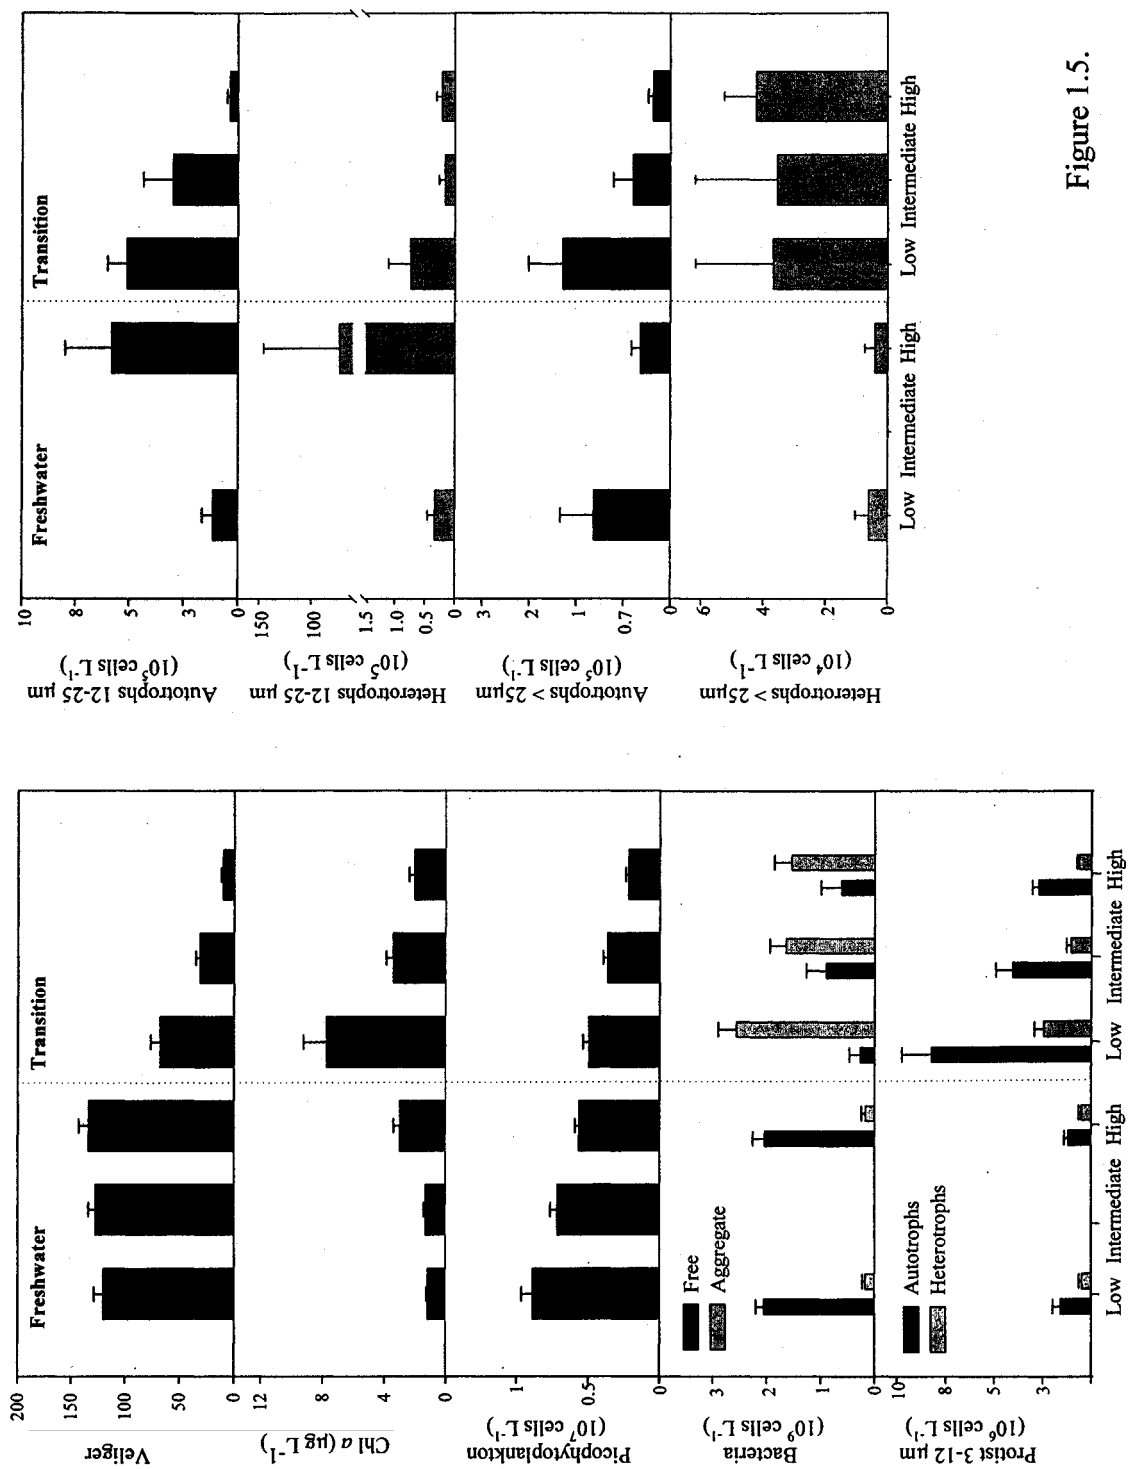 Freshwater
Transition
200
150
100
50
0
Veliger
12
8
4
0
Chl a (µg L⁻¹)
1
0.5
0
Picophytoplankton
(10⁷ cells L⁻¹)
Free
Aggregate
3
2
1
0
Bacteria
(10⁹ cells L⁻¹)
Autotrophs
Heterotrophs
10
8
5
3
Protist 3-12 µm
(10⁶ cells L⁻¹)
Low Intermediate High
Low Intermediate High
Freshwater
Transition
10
8
5
3
0
Autotrophs 12-25 µm
(10⁵ cells L⁻¹)
150
100
1.5
1.0
0.5
0
Heterotrophs 12-25 µm
(10⁵ cells L⁻¹)
3
2
1
0.7
0
Autotrophs > 25µm
(10⁵ cells L⁻¹)
6
4
2
0
Heterotrophs > 25µm
(10⁴ cells L⁻¹)
Low Intermediate High
Low Intermediate High
Figure 1.5.